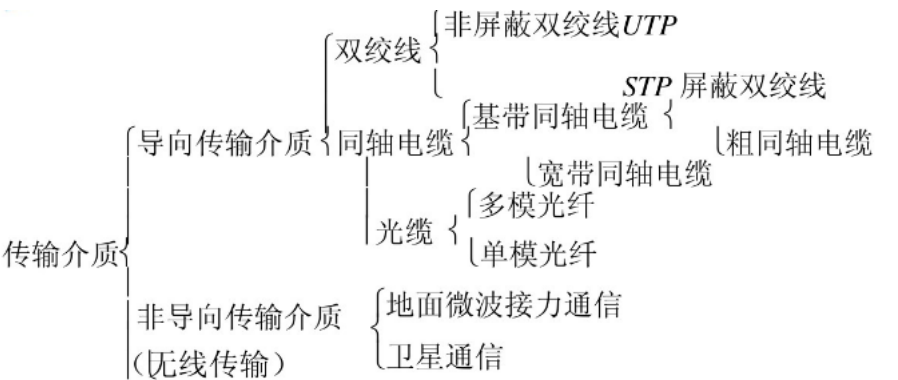 非屏蔽双绞线UTP
双绞线
STP 屏蔽双绞线
基带同轴电缆
导向传输介质
同轴电缆
粗同轴电缆
宽带同轴电缆
多模光纤
光缆
单模光纤
传输介质
地面微波接力通信
非导向传输介质
卫星通信
(无线传输)